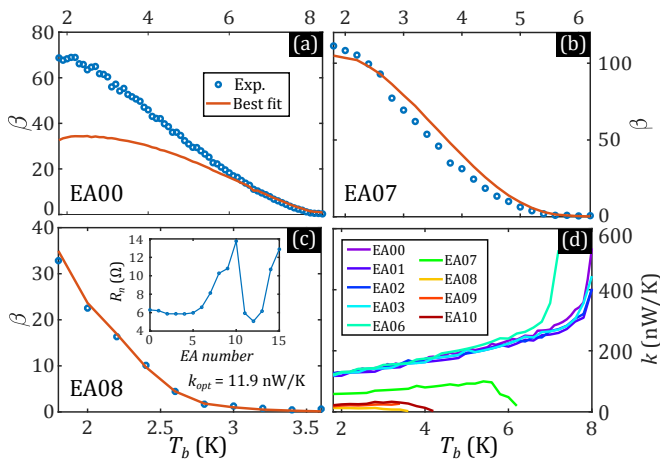 2 4 6 8
80
60
40
20
0
β
(a)
Exp.
Best fit
EA00
2 3 4 5 6
(b)
100
50
0
β
EA07
40
30
20
10
0
β
(c)
14
12
10
8
6
4
R_n (Ω)
0 5 10 15
EA number
k_opt = 11.9 nW/K
EA08
2 2.5 3 3.5
T_b (K)
(d)
EA00
EA01
EA02
EA03
EA06
EA07
EA08
EA09
EA10
600
400
200
0
k (nW/K)
2 4 6 8
T_b (K)